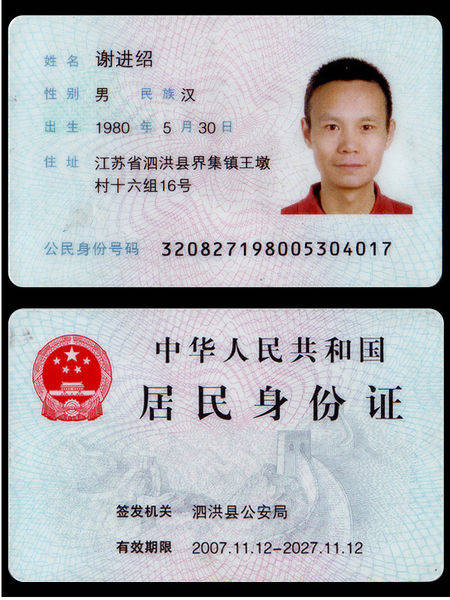 姓名 谢进绍
性别 男 民族 汉
出生 1980 年 5 月 30 日
住址 江苏省泗洪县界集镇王墩
村十六组16号
公民身份号码 320827198005304017
中华人民共和国
居民身份证
签发机关 泗洪县公安局
有效期限 2007.11.12-2027.11.12